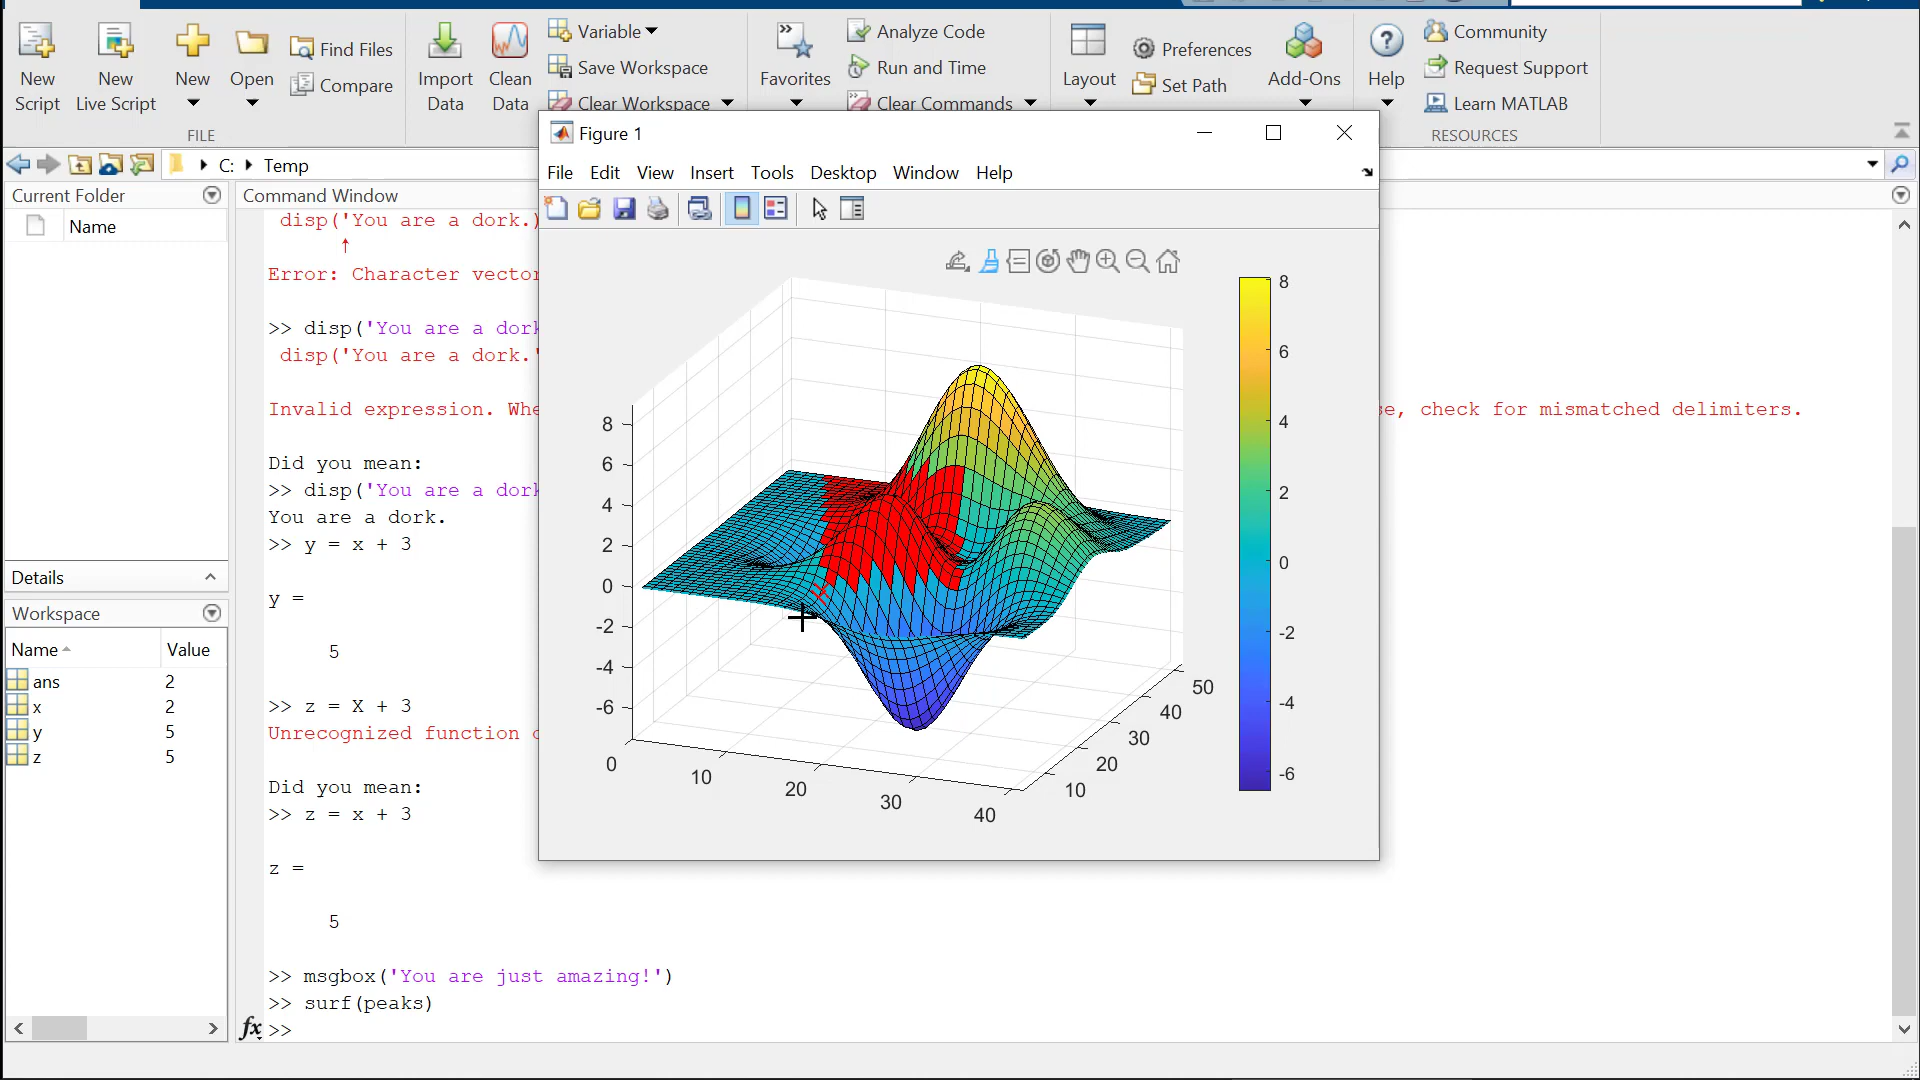 New Script
New Live Script
New
Open
Find Files
Compare
FILE
Import Data
Clean Data
Variable
Save Workspace
Clear Workspace
Favorites
Analyze Code
Run and Time
Clear Commands
Layout
Preferences
Set Path
Add-Ons
Help
Community
Request Support
Learn MATLAB
RESOURCES
C: Temp
Current Folder
Name
Details
Workspace
Name Value
ans 2
x 2
y 5
z 5
Command Window
disp('You are a dork.)
Error: Character vector
>> disp('You are a dork
disp('You are a dork.'
Invalid expression. Whe
se, check for mismatched delimiters.
Did you mean:
>> disp('You are a dork
You are a dork.
>> y = x + 3
y =
5
>> z = X + 3
Unrecognized function o
Did you mean:
>> z = x + 3
z =
5
>> msgbox('You are just amazing!')
>> surf(peaks)
fx >>
Figure 1
File Edit View Insert Tools Desktop Window Help
8
6
4
2
0
-2
-4
-6
0
10
20
30
40
10
20
30
40
50
8
6
4
2
0
-2
-4
-6